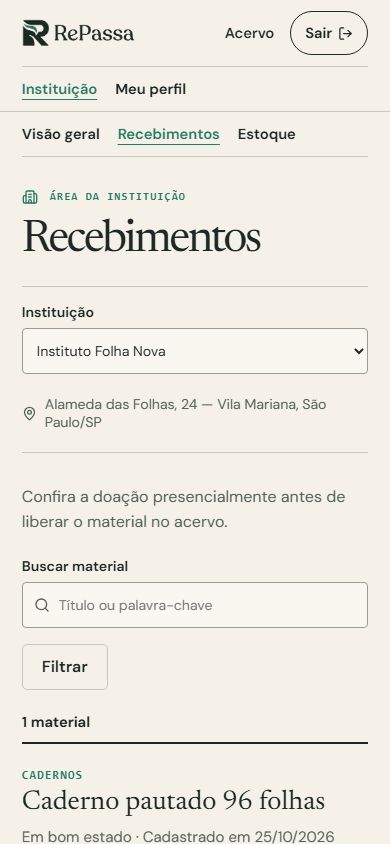 RePassa
Acervo
Sair
Instituição
Meu perfil
Visão geral
Recebimentos
Estoque
ÁREA DA INSTITUIÇÃO
Recebimentos
Instituição
Instituto Folha Nova
Alameda das Folhas, 24 — Vila Mariana, São
Paulo/SP
Confira a doação presencialmente antes de
liberar o material no acervo.
Buscar material
Título ou palavra-chave
Filtrar
1 material
CADERNOS
Caderno pautado 96 folhas
Em bom estado · Cadastrado em 25/10/2026